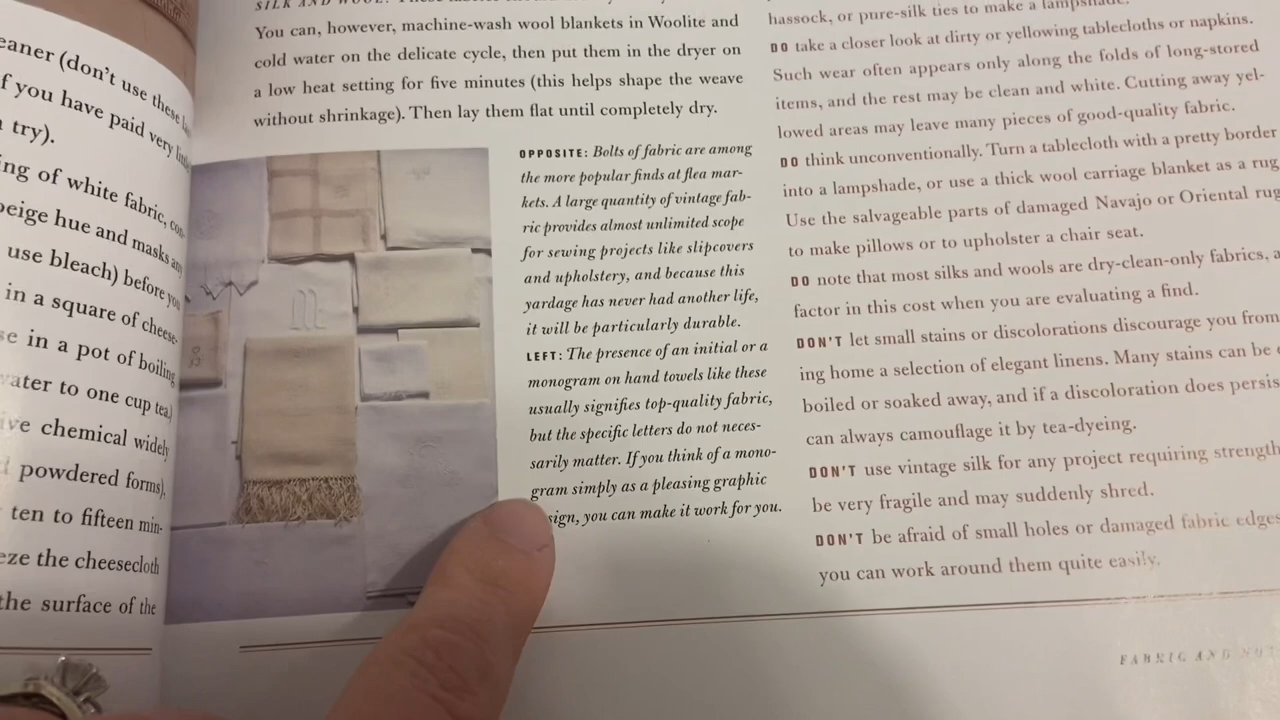 eaner (don't use these
f you have paid very
try).
ing of white fabric,
beige hue and masks any
use bleach) before you
in a square of cheese-
se in a pot of boiling
vater to one cup tea,
ive chemical widely
powdered forms),
ten to fifteen min-
eze the cheesecloth
the surface of the
SILK AND WOOL: These
You can, however, machine-wash wool blankets in Woolite and
cold water on the delicate cycle, then put them in the dryer on
a low heat setting for five minutes (this helps shape the weave
without shrinkage). Then lay them flat until completely dry.
OPPOSITE: Bolts of fabric are among
the more popular finds at flea mar-
kets. A large quantity of vintage fab-
ric provides almost unlimited scope
for sewing projects like slipcovers
and upholstery, and because this
yardage has never had another life,
it will be particularly durable.
LEFT: The presence of an initial or a
monogram on hand towels like these
usually signifies top-quality fabric,
but the specific letters do not neces-
sarily matter. If you think of a mono-
gram simply as a pleasing graphic
sign, you can make it work for you.
hassock, or pure-silk ties to make a lampshade.
DO take a closer look at dirty or yellowing tablecloths or napkins.
Such wear often appears only along the folds of long-stored
items, and the rest may be clean and white. Cutting away yel-
lowed areas may leave many pieces of good-quality fabric.
DO think unconventionally. Turn a tablecloth with a pretty border
into a lampshade, or use a thick wool carriage blanket as a rug
Use the salvageable parts of damaged Navajo or Oriental rug
to make pillows or to upholster a chair seat.
DO note that most silks and wools are dry-clean-only fabrics, a
factor in this cost when you are evaluating a find.
DON'T let small stains or discolorations discourage you from
ing home a selection of elegant linens. Many stains can be
boiled or soaked away, and if a discoloration does persis
can always camouflage it by tea-dyeing.
DON'T use vintage silk for any project requiring strength
be very fragile and may suddenly shred.
DON'T be afraid of small holes or damaged fabric edges
you can work around them quite easily.
FABRIC AND